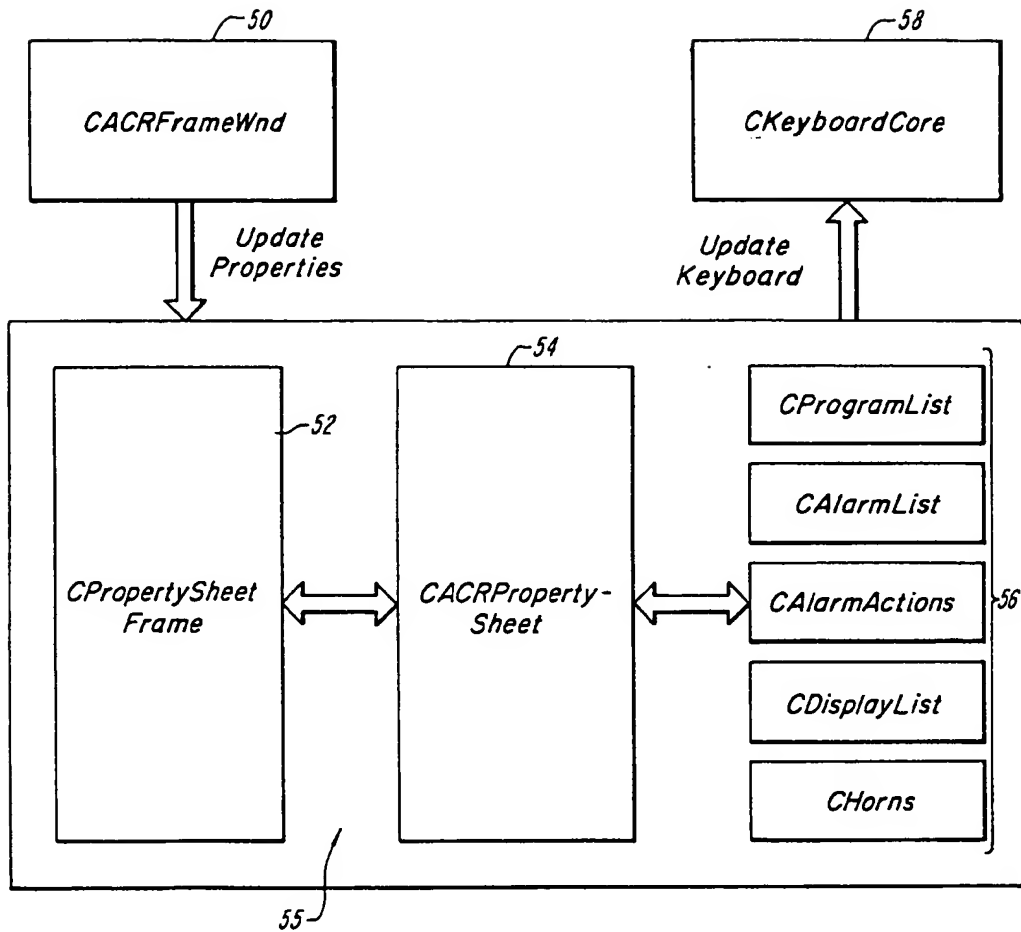 50
58
CACRFrameWnd
CKeyboardCore
Update
Properties
Update
Keyboard
54
52
CPropertySheet
Frame
CACRProperty-
Sheet
CProgramList
CAlarmList
CAlarmActions
CDisplayList
CHorns
56
55